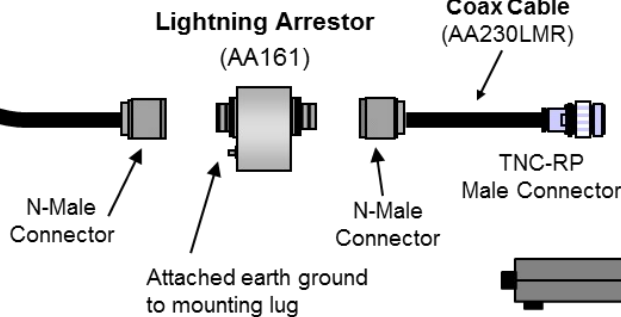 Lightning Arrestor
(AA161)
Coax Cable
(AA230LMR)
N-Male
Connector
N-Male
Connector
TNC-RP
Male Connector
Attached earth ground
to mounting lug